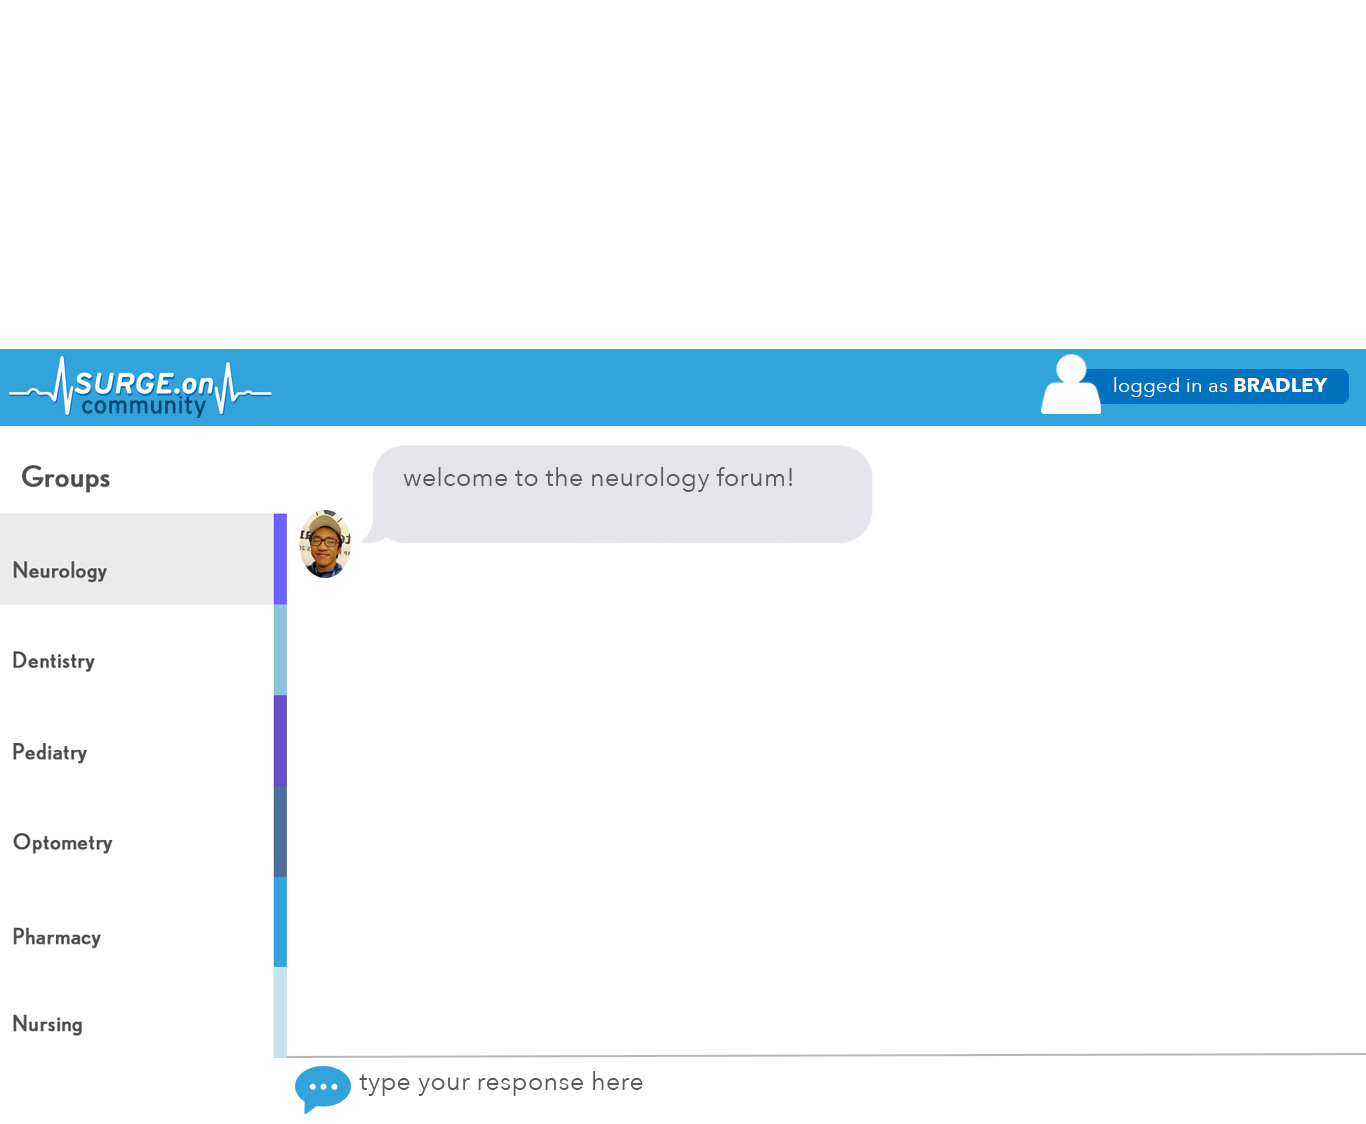 SURGE.on
community
logged in as BRADLEY
Groups
welcome to the neurology forum!
Neurology
Dentistry
Pediatry
Optometry
Pharmacy
Nursing
type your response here